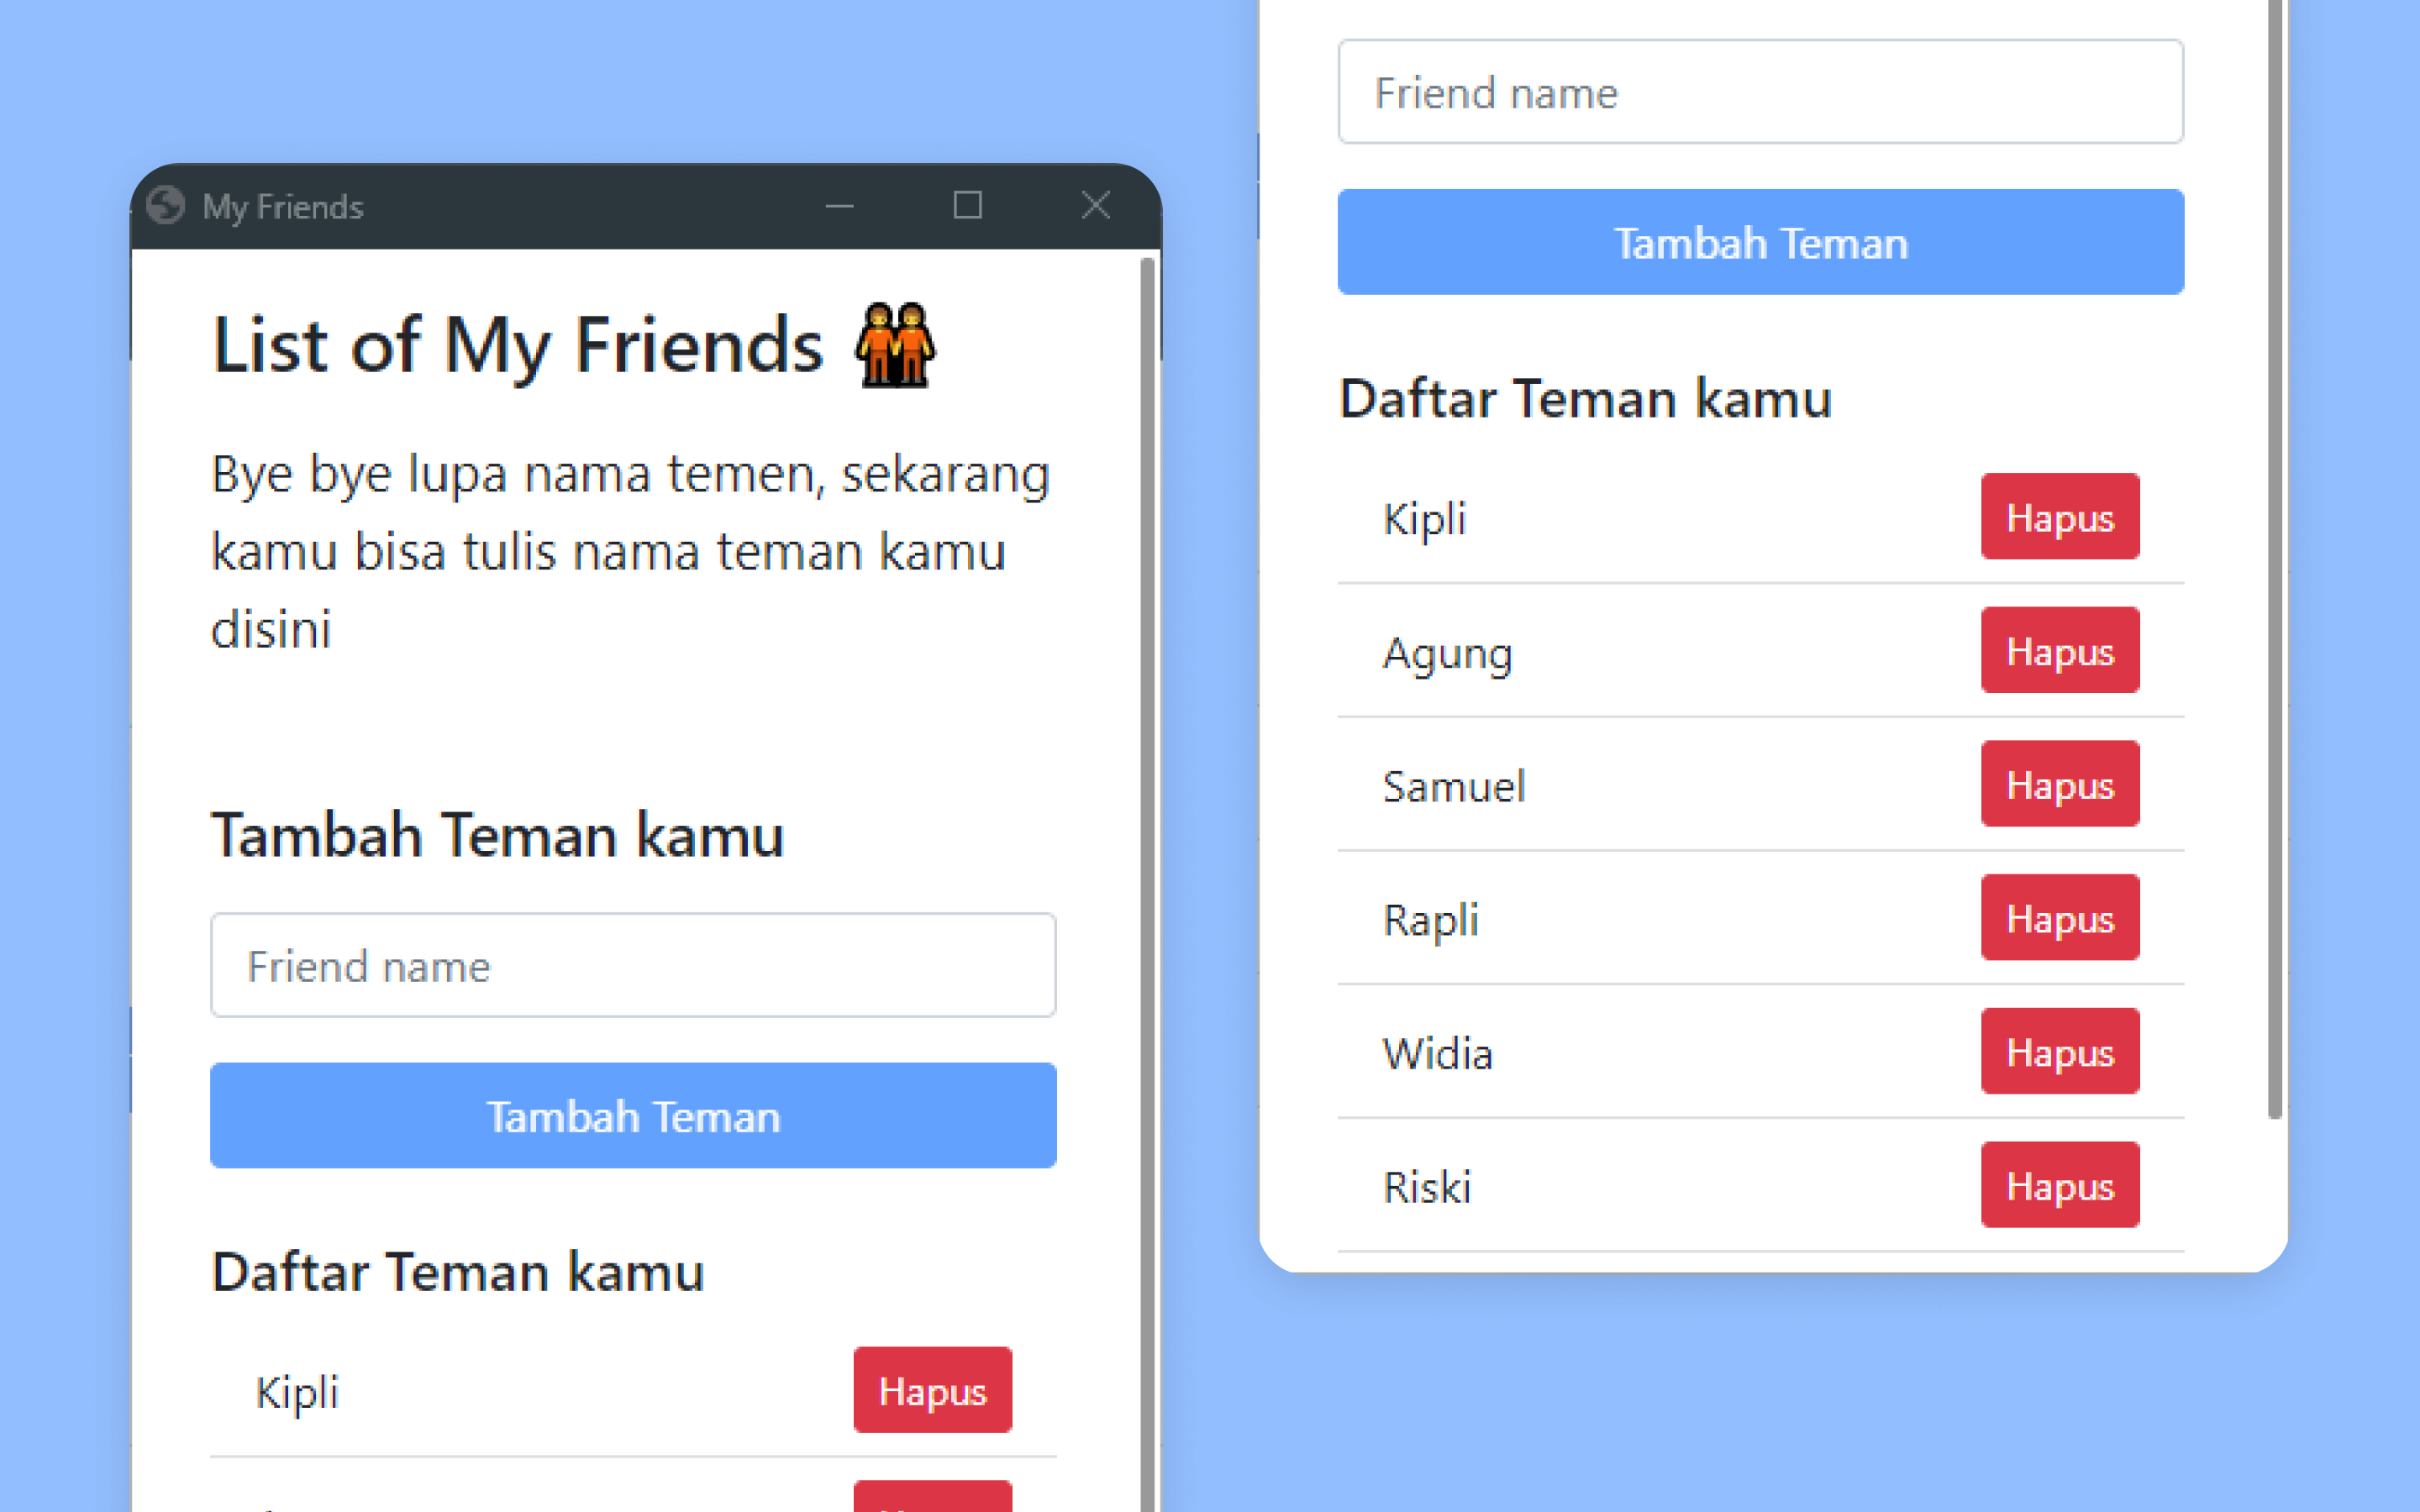 My Friends
List of My Friends
Bye bye lupa nama temen, sekarang
kamu bisa tulis nama teman kamu
disini
Tambah Teman kamu
Friend name
Tambah Teman
Daftar Teman kamu
Kipli Hapus
Friend name
Tambah Teman
Daftar Teman kamu
Kipli Hapus
Agung Hapus
Samuel Hapus
Rapli Hapus
Widia Hapus
Riski Hapus